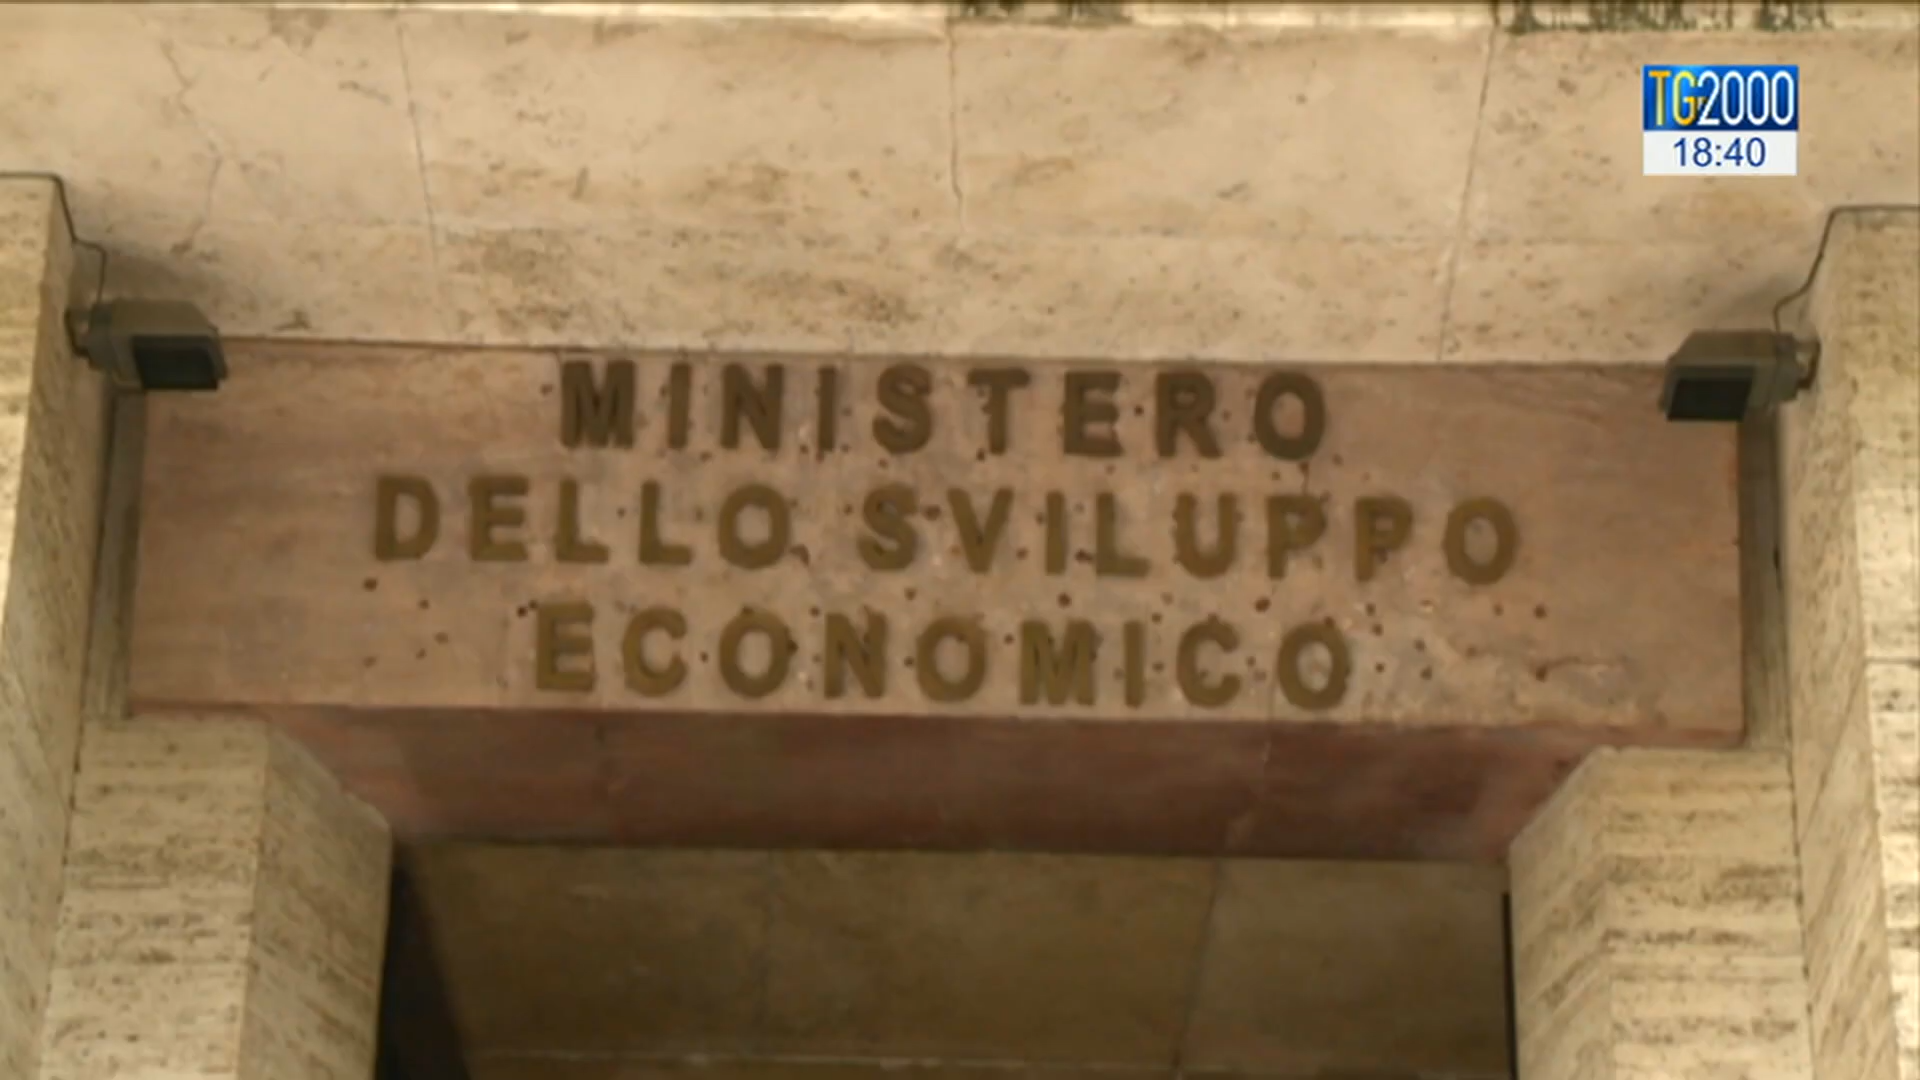 TG2000
18:40
MINISTERO
DELLO SVILUPPO
ECONOMICO